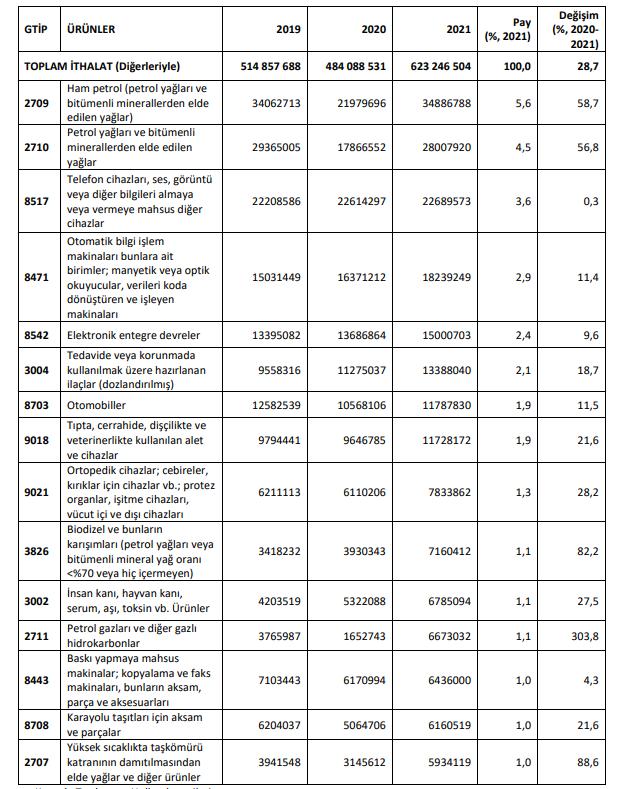 GTİP ÜRÜNLER 2019 2020 2021 Pay (%, 2021) Değişim (%, 2020-2021)
TOPLAM İTHALAT (Diğerleriyle) 514 857 688 484 088 531 623 246 504 100,0 28,7
2709 Ham petrol (petrol yağları ve
bitümenli minerallerden elde
edilen yağlar) 34062713 21979696 34886788 5,6 58,7
2710 Petrol yağları ve bitümenli
minerallerden elde edilen
yağlar 29365005 17866552 28007920 4,5 56,8
8517 Telefon cihazları, ses, görüntü
veya diğer bilgileri almaya
veya vermeye mahsus diğer
cihazlar 22208586 22614297 22689573 3,6 0,3
8471 Otomatik bilgi işlem
makinaları bunlara ait
birimler; manyetik veya optik
okuyucular, verileri koda
dönüştüren ve işleyen
makinaları 15031449 16371212 18239249 2,9 11,4
8542 Elektronik entegre devreler 13395082 13686864 15000703 2,4 9,6
3004 Tedavide veya korunmada
kullanılmak üzere hazırlanan
ilaçlar (dozlandırılmış) 9558316 11275037 13388040 2,1 18,7
8703 Otomobiller 12582539 10568106 11787830 1,9 11,5
9018 Tıpta, cerrahide, dişçilikte ve
veterinerlikte kullanılan alet
ve cihazlar 9794441 9646785 11728172 1,9 21,6
9021 Ortopedik cihazlar; cebireler,
kırıklar için cihazlar vb.; protez
organlar, işitme cihazları,
vücut içi ve dışı cihazları 6211113 6110206 7833862 1,3 28,2
3826 Biodizel ve bunların
karışımları (petrol yağları veya
bitümenli mineral yağ oranı
<%70 veya hiç içermeyen) 3418232 3930343 7160412 1,1 82,2
3002 İnsan kanı, hayvan kanı,
serum, aşı, toksin vb. Ürünler 4203519 5322088 6785094 1,1 27,5
2711 Petrol gazları ve diğer gazlı
hidrokarbonlar 3765987 1652743 6673032 1,1 303,8
8443 Baskı yapmaya mahsus
makinalar; kopyalama ve faks
makinaları, bunların aksam,
parça ve aksesuarları 7103443 6170994 6436000 1,0 4,3
8708 Karayolu taşıtları için aksam
ve parçalar 6204037 5064706 6160519 1,0 21,6
2707 Yüksek sıcaklıkta taşkömürü
katranının damıtılmasından
elde yağlar ve diğer ürünler 3941548 3145612 5934119 1,0 88,6